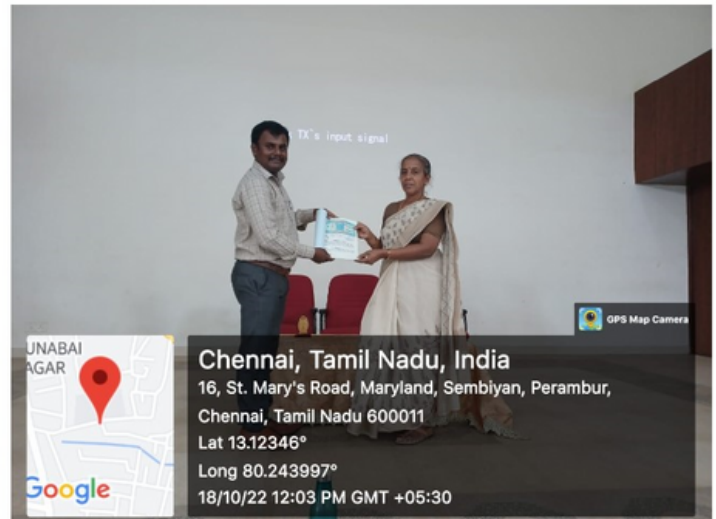 TX's input signal
GPS Map Camera
UNABAI
AGAR
Google
Chennai, Tamil Nadu, India
16, St. Mary's Road, Maryland, Sembiyan, Perambur,
Chennai, Tamil Nadu 600011
Lat 13.12346°
Long 80.243997°
18/10/22 12:03 PM GMT +05:30